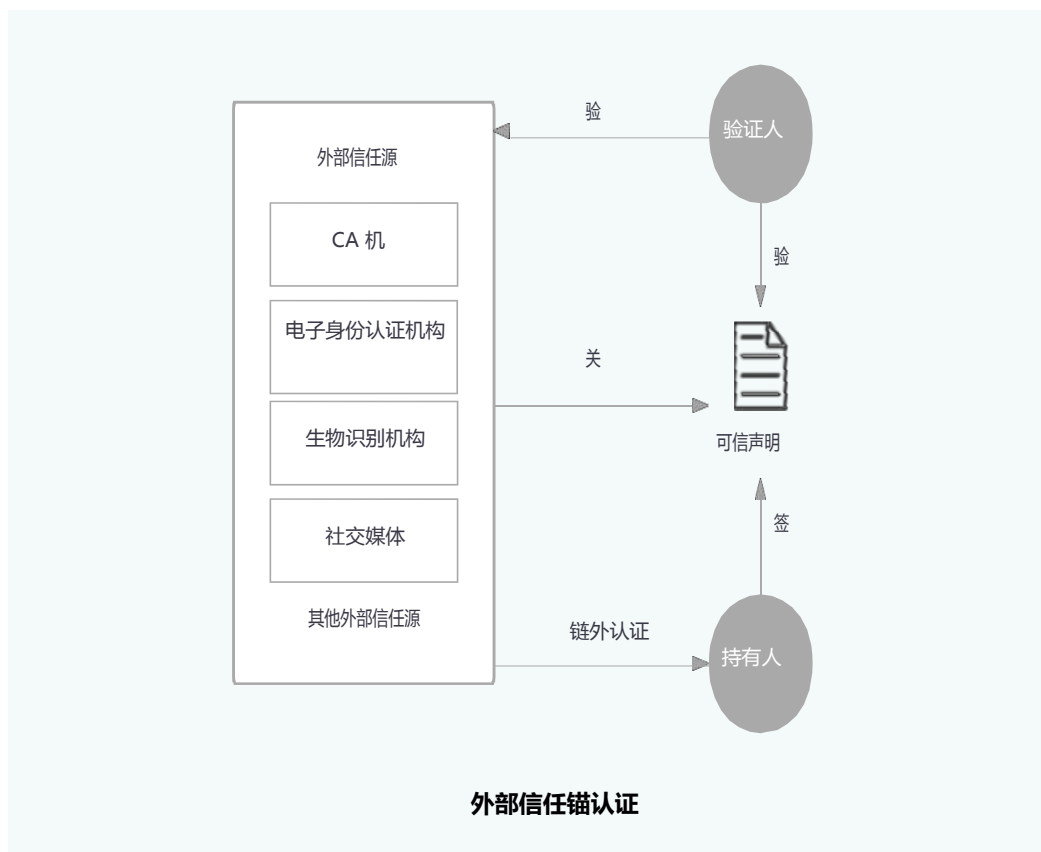 验
验证人
外部信任源
CA 机
验
电子身份认证机构
关
生物识别机构
可信声明
签
社交媒体
其他外部信任源
链外认证
持有人
外部信任锚认证